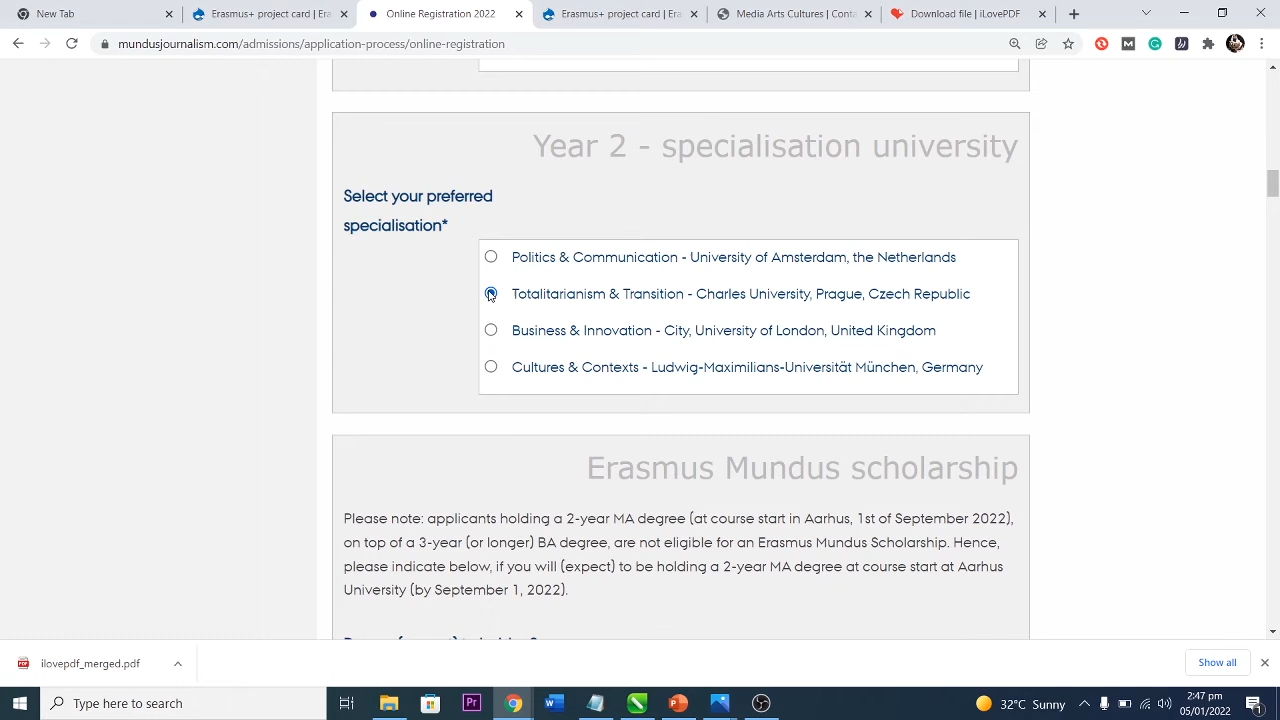 New Tab
Erasmus+ project card | Era
Online Registration 2022
Erasmus+ project card | Era
Media Arts Cultures | Conta
Download file | iLovePDF
mundusjournalism.com/admissions/application-process/online-registration
Year 2 - specialisation university
Select your preferred
specialisation*
Politics & Communication - University of Amsterdam, the Netherlands
Totalitarianism & Transition - Charles University, Prague, Czech Republic
Business & Innovation - City, University of London, United Kingdom
Cultures & Contexts - Ludwig-Maximilians-Universität München, Germany
Erasmus Mundus scholarship
Please note: applicants holding a 2-year MA degree (at course start in Aarhus, 1st of September 2022),
on top of a 3-year (or longer) BA degree, are not eligible for an Erasmus Mundus Scholarship. Hence,
please indicate below, if you will (expect) to be holding a 2-year MA degree at course start at Aarhus
University (by September 1, 2022).
ilovepdf_merged.pdf
Show all
Type here to search
32°C Sunny
2:47 pm
05/01/2022